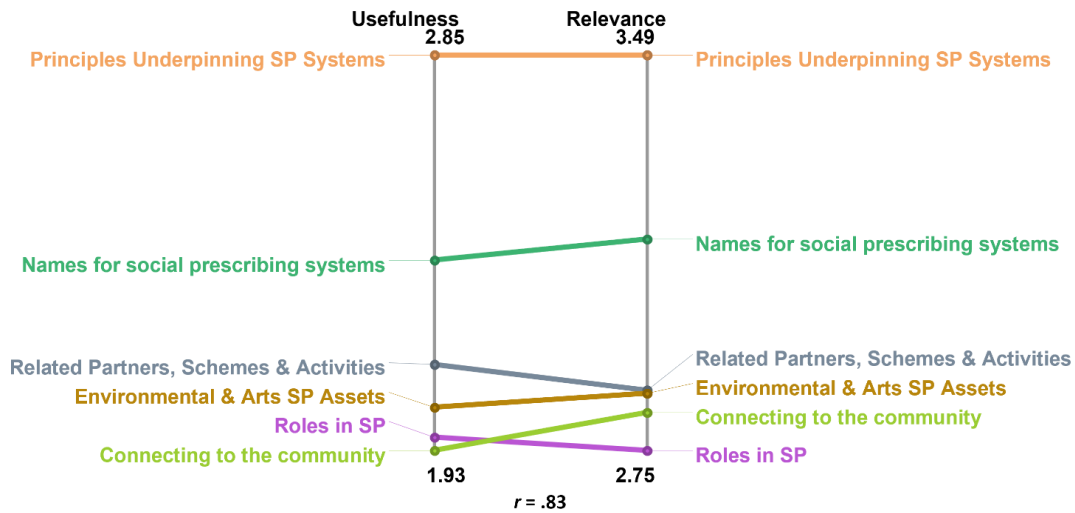 Usefulness Relevance
2.85 3.49
Principles Underpinning SP Systems Principles Underpinning SP Systems
Names for social prescribing systems Names for social prescribing systems
Related Partners, Schemes & Activities Related Partners, Schemes & Activities
Environmental & Arts SP Assets Environmental & Arts SP Assets
Roles in SP Connecting to the community
Connecting to the community Roles in SP
1.93 2.75
r = .83